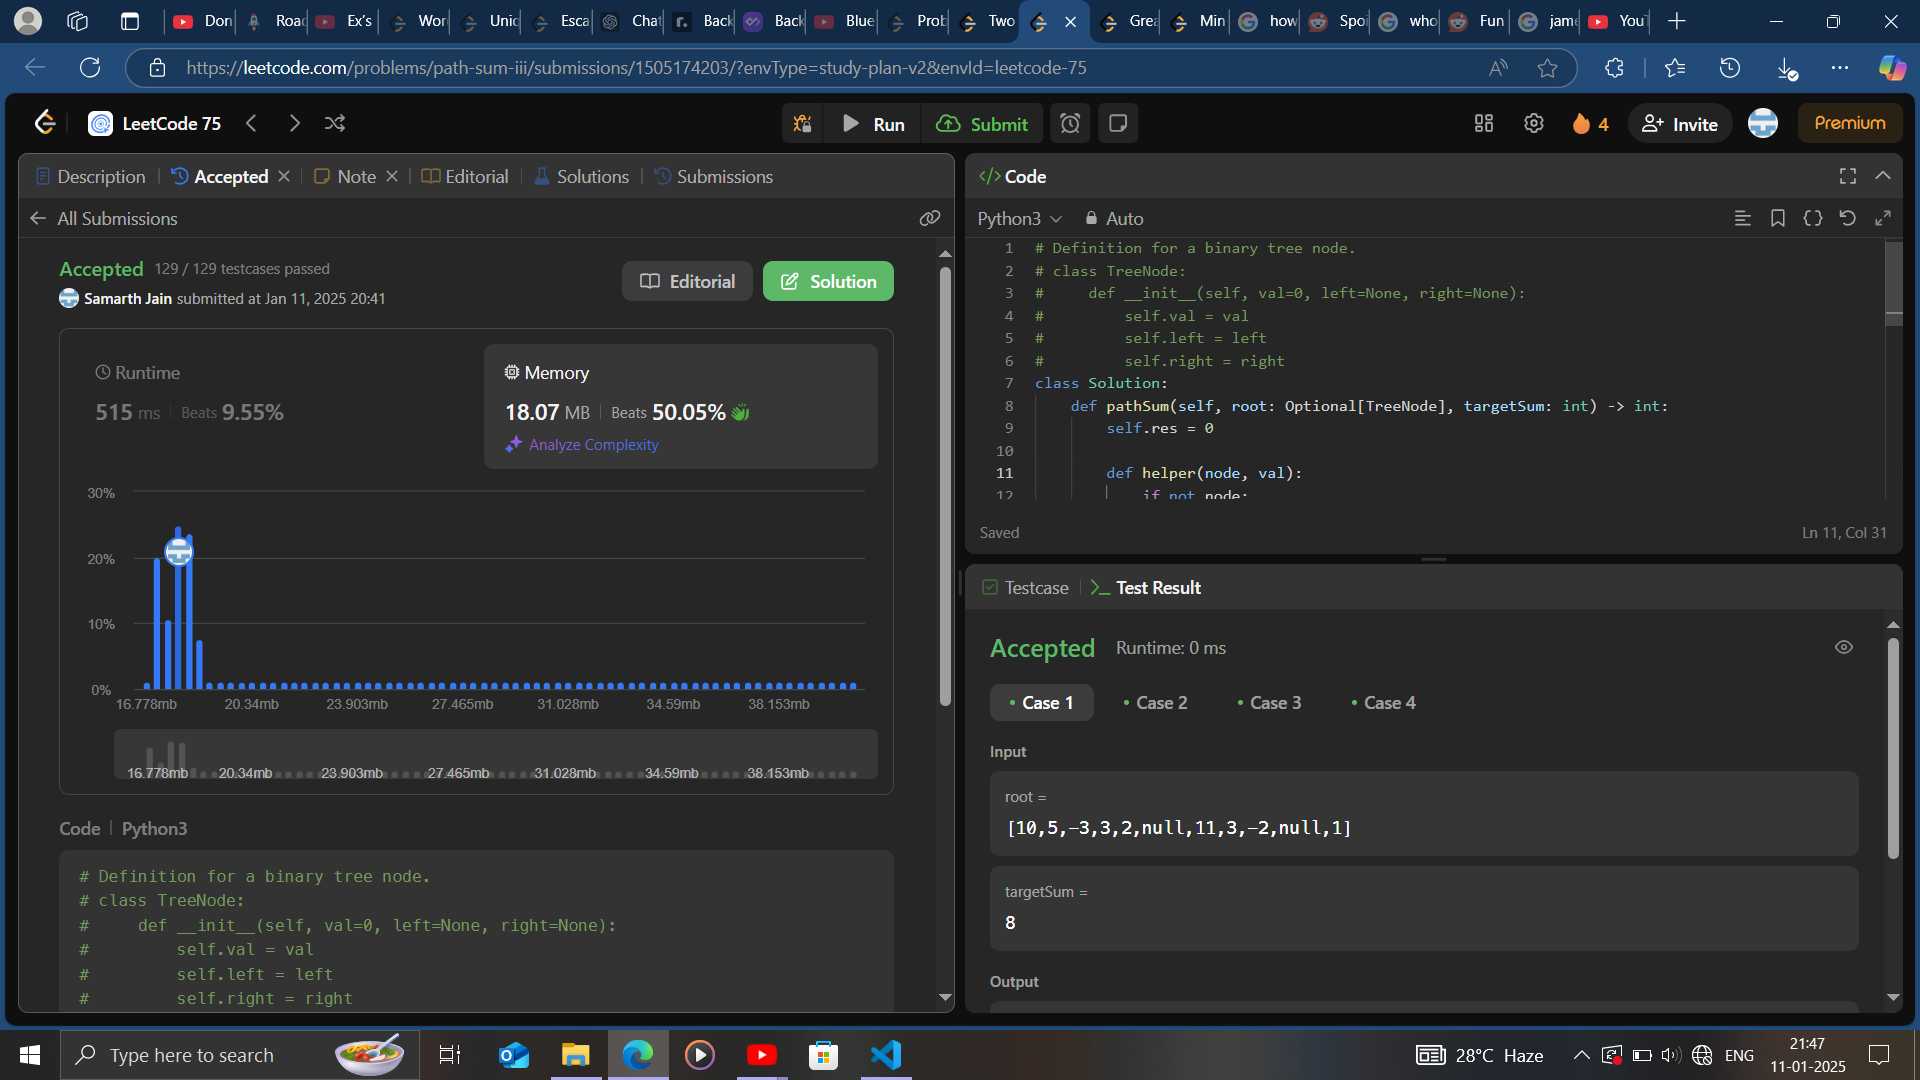 Don
Road
Ex's
Wor
Uniq
Esca
Chat
Back
Back
Blue
Prob
Two
Grea
Min
how
Spoi
who
Fun
jame
YouT
https://leetcode.com/problems/path-sum-iii/submissions/1505174203/?envType=study-plan-v2&envId=leetcode-75
LeetCode 75
Run
Submit
4
Invite
Premium
Description
Accepted
Note
Editorial
Solutions
Submissions
All Submissions
Accepted 129 / 129 testcases passed
Samarth Jain submitted at Jan 11, 2025 20:41
Editorial
Solution
Runtime
515 ms | Beats 9.55%
Memory
18.07 MB | Beats 50.05%
Analyze Complexity
30%
20%
10%
0%
16.778mb 20.34mb 23.903mb 27.465mb 31.028mb 34.59mb 38.153mb
16.778mb 20.34mb 23.903mb 27.465mb 31.028mb 34.59mb 38.153mb
Code | Python3
# Definition for a binary tree node.
# class TreeNode:
#     def __init__(self, val=0, left=None, right=None):
#         self.val = val
#         self.left = left
#         self.right = right
</> Code
Python3
Auto
1 # Definition for a binary tree node.
2 # class TreeNode:
3 #     def __init__(self, val=0, left=None, right=None):
4 #         self.val = val
5 #         self.left = left
6 #         self.right = right
7 class Solution:
8     def pathSum(self, root: Optional[TreeNode], targetSum: int) -> int:
9         self.res = 0
10
11         def helper(node, val):
12             if not node:
Saved
Ln 11, Col 31
Testcase
Test Result
Accepted Runtime: 0 ms
Case 1
Case 2
Case 3
Case 4
Input
root =
[10,5,-3,3,2,null,11,3,-2,null,1]
targetSum =
8
Output
Type here to search
28°C Haze
ENG
21:47
11-01-2025